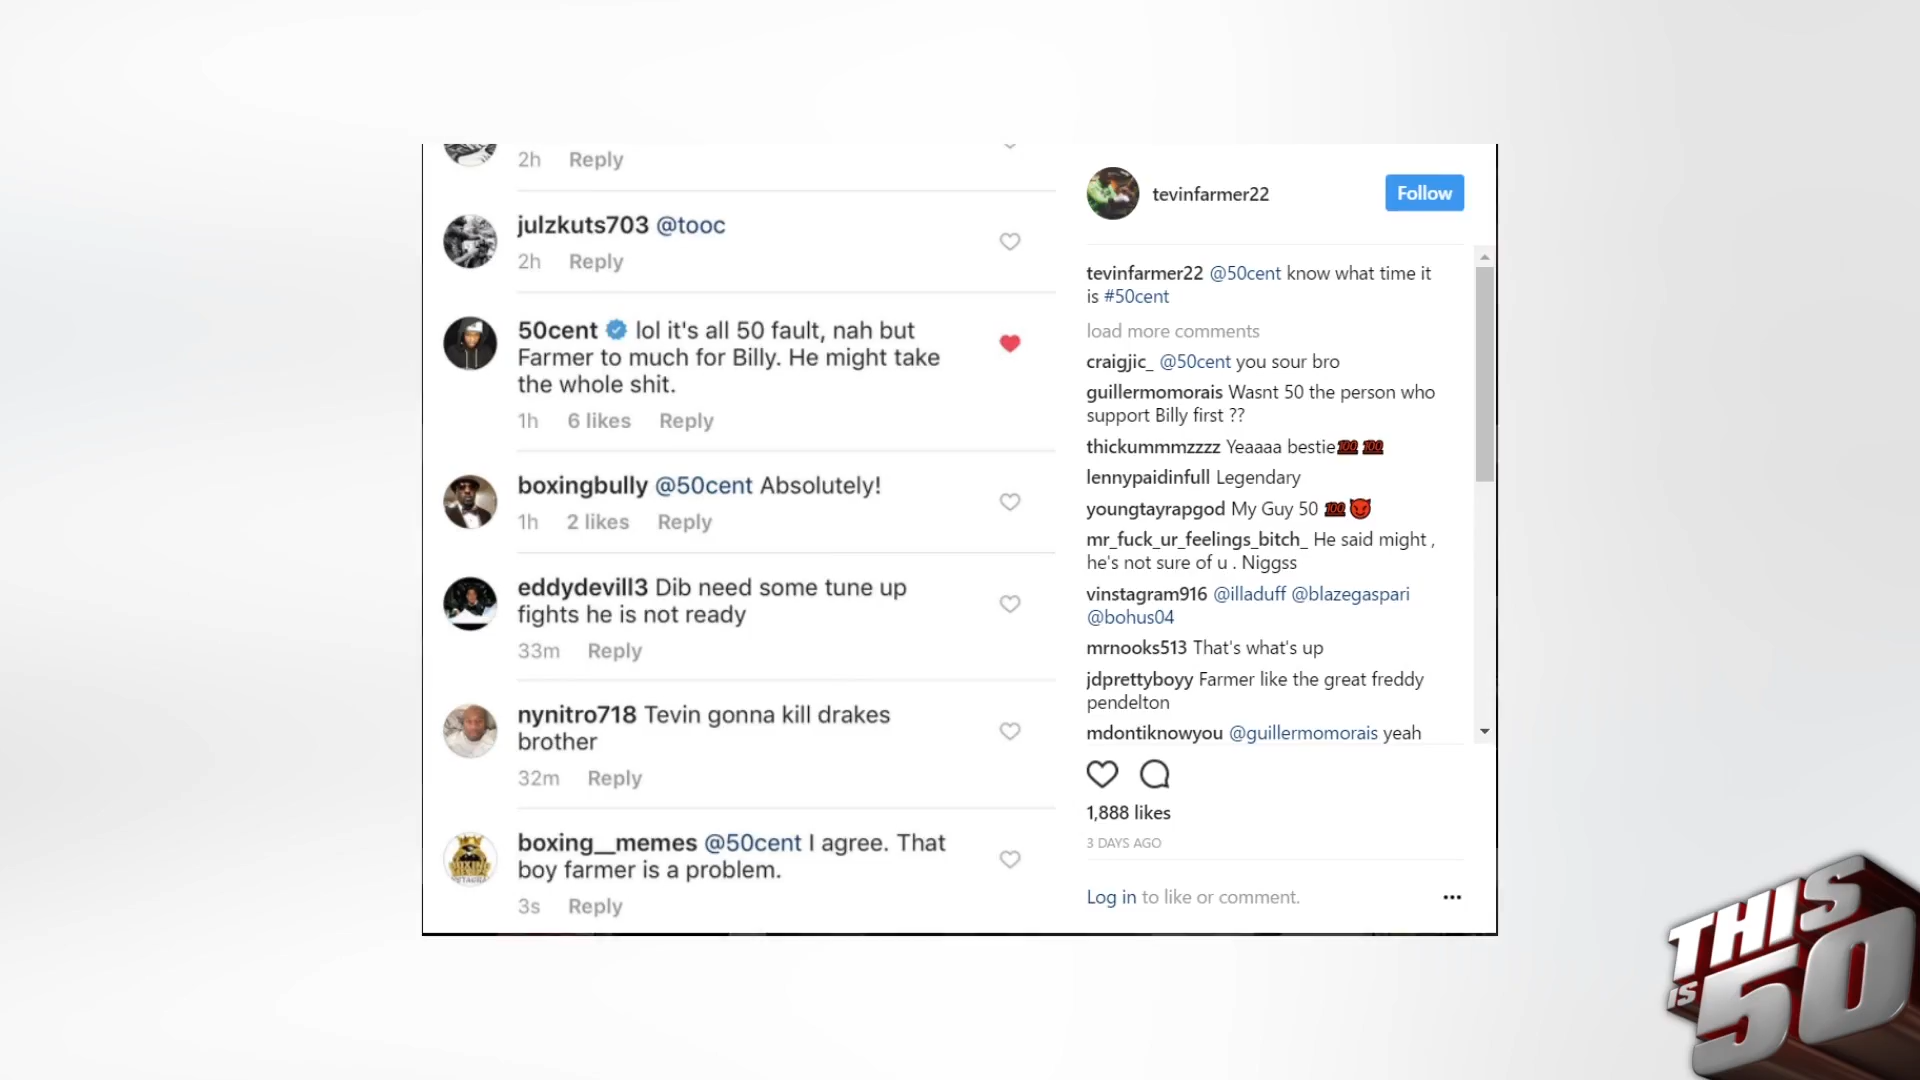 2h Reply
julzkuts703 @tooc
2h Reply
50cent lol it's all 50 fault, nah but
Farmer to much for Billy. He might take
the whole shit.
1h 6 likes Reply
boxingbully @50cent Absolutely!
1h 2 likes Reply
eddydevill3 Dib need some tune up
fights he is not ready
33m Reply
nynitro718 Tevin gonna kill drakes
brother
32m Reply
boxing__memes @50cent I agree. That
boy farmer is a problem.
3s Reply
tevinfarmer22 Follow
tevinfarmer22 @50cent know what time it
is #50cent
load more comments
craigjic_ @50cent you sour bro
guillermomorais Wasnt 50 the person who
support Billy first ??
thickummmzzzz Yeaaaa bestie💯💯
lennypaidinfull Legendary
youngtayrapgod My Guy 50 💯😈
mr_fuck_ur_feelings_bitch_ He said might ,
he's not sure of u . Niggss
vinstagram916 @illaduff @blazegaspari
@bohus04
mrnooks513 That's what's up
jdprettyboyy Farmer like the great freddy
pendelton
mdontiknowyou @guillermomorais yeah
1,888 likes
3 DAYS AGO
Log in to like or comment.
THIS
IS 50